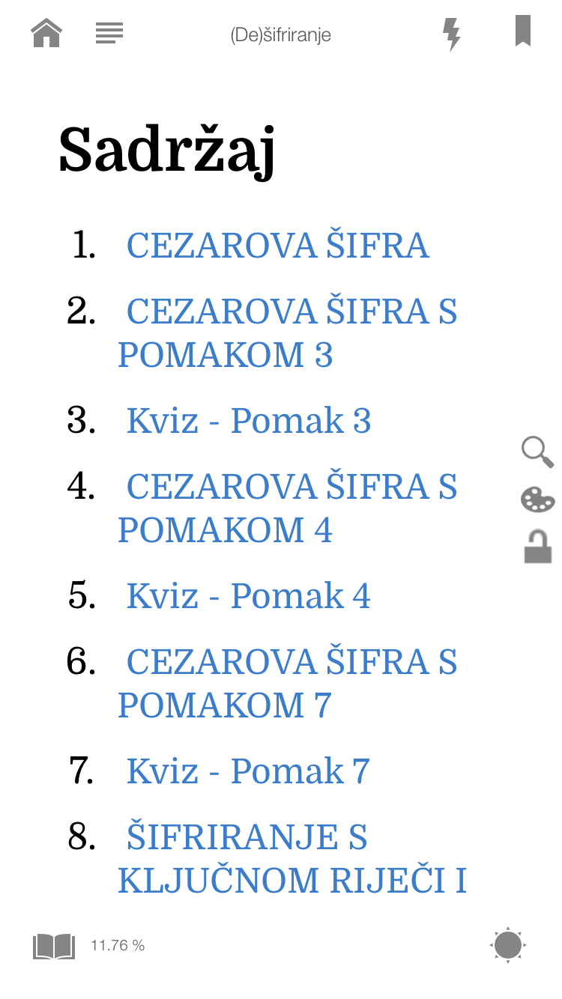 (De)šifriranje
Sadržaj
1. CEZAROVA ŠIFRA
2. CEZAROVA ŠIFRA S
POMAKOM 3
3. Kviz - Pomak 3
4. CEZAROVA ŠIFRA S
POMAKOM 4
5. Kviz - Pomak 4
6. CEZAROVA ŠIFRA S
POMAKOM 7
7. Kviz - Pomak 7
8. ŠIFRIRANJE S
KLJUČNOM RIJEČI I
11.76 %